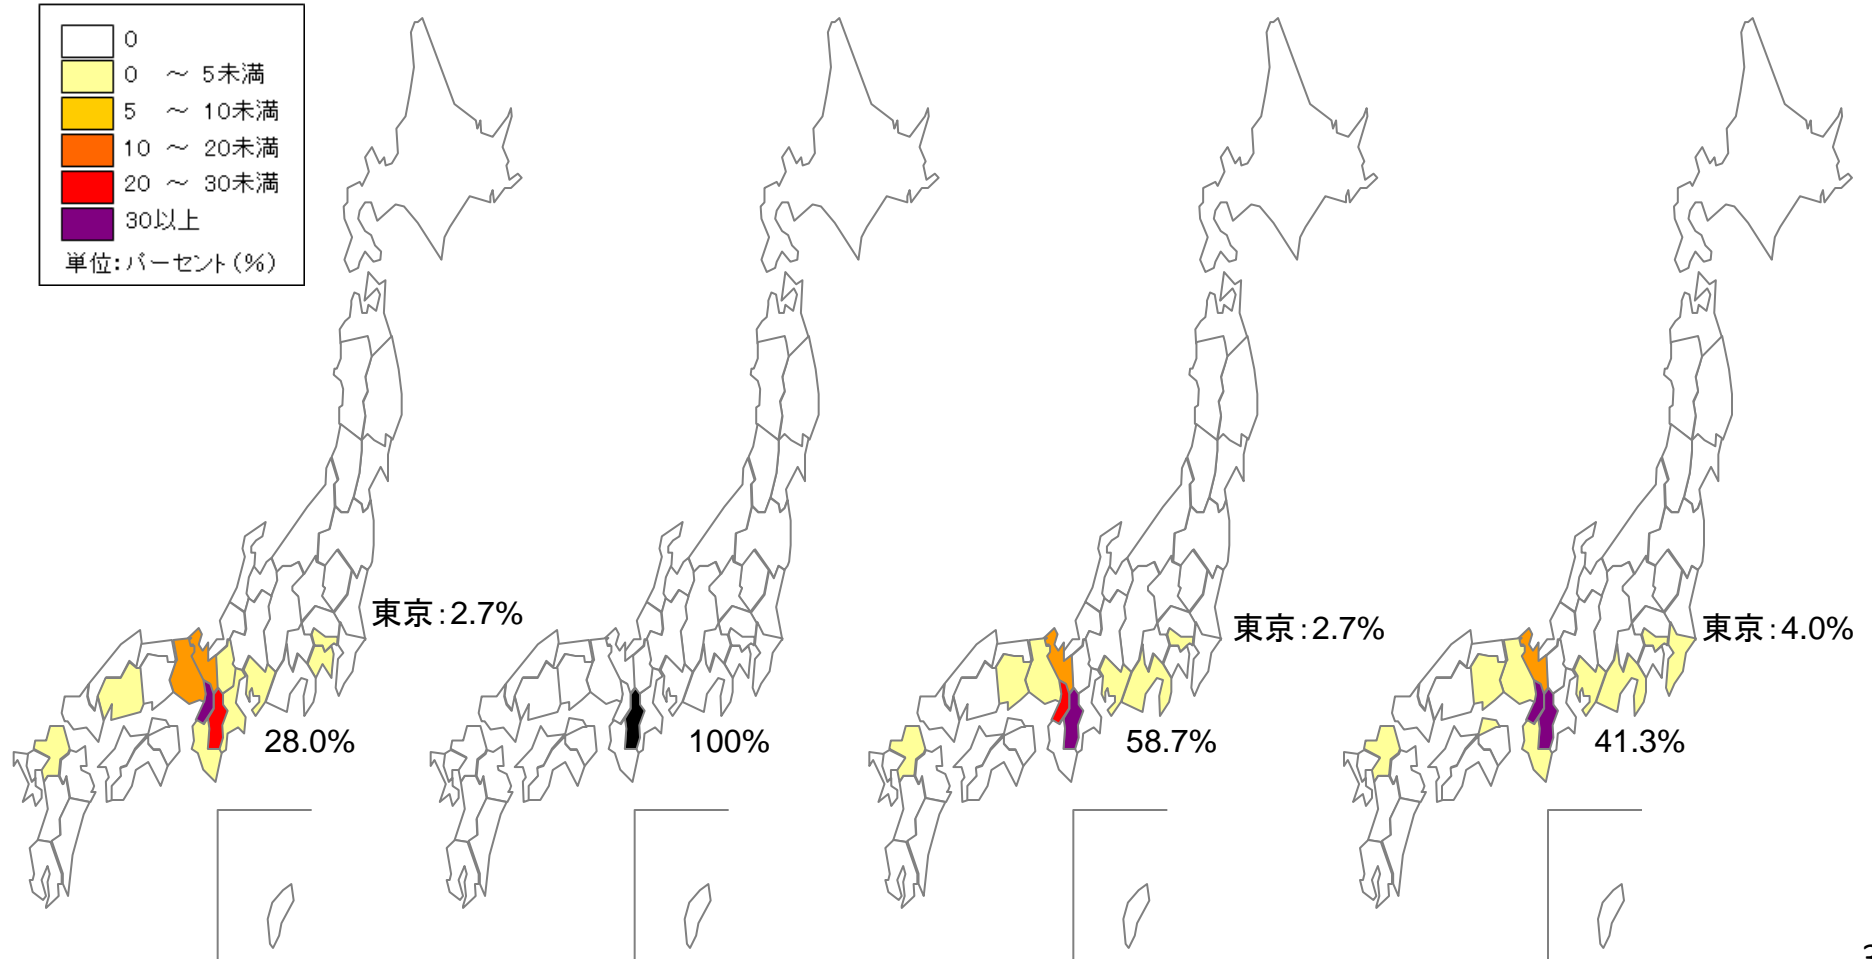 0
0 ～ 5未満
5 ～ 10未満
10 ～ 20未満
20 ～ 30未満
30以上
単位:パーセント(%)
東京:2.7%
28.0%
100%
東京:2.7%
58.7%
東京:4.0%
41.3%